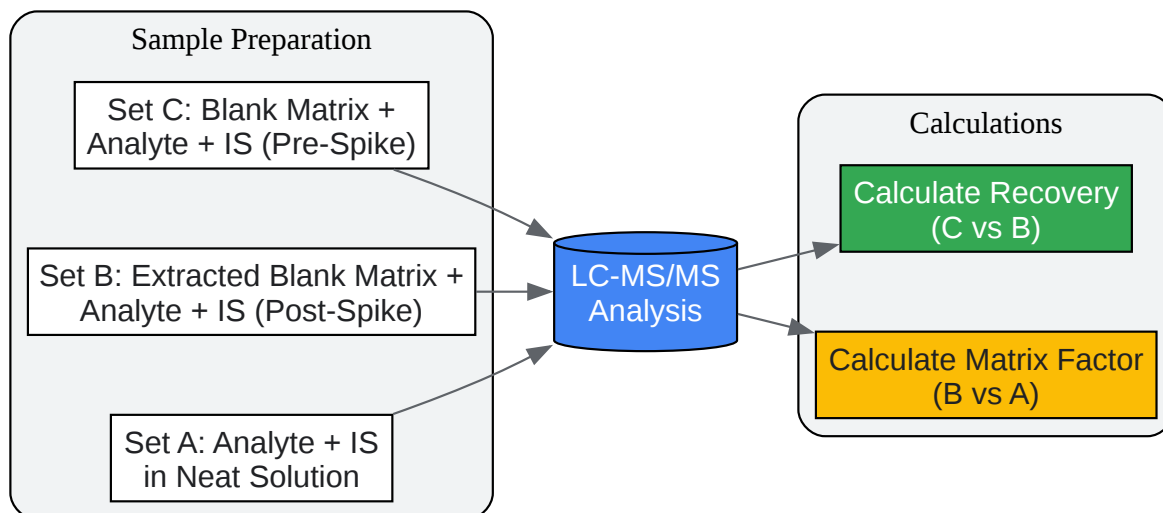 Sample Preparation
Set C: Blank Matrix +
Analyte + IS (Pre-Spike)
Set B: Extracted Blank Matrix +
Analyte + IS (Post-Spike)
Set A: Analyte + IS
in Neat Solution
LC-MS/MS
Analysis
Calculations
Calculate Recovery
(C vs B)
Calculate Matrix Factor
(B vs A)